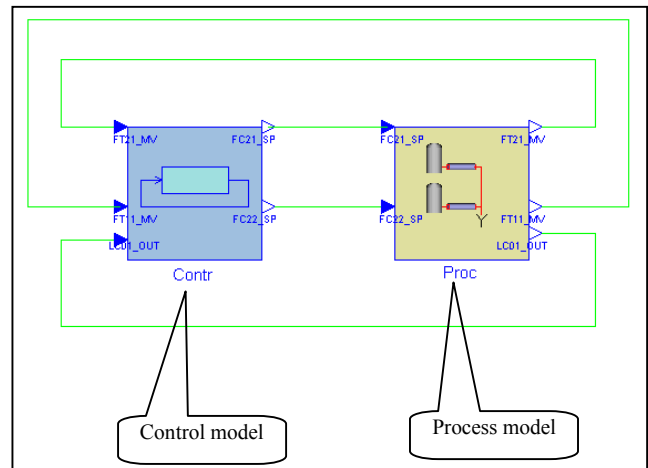 FT21_MV FC21_SP FC21_SP FT21_MV
FT11_MV FC22_SP FC22_SP FT11_MV
LC01_OUT LC01_OUT
Contr Proc
Control model Process model